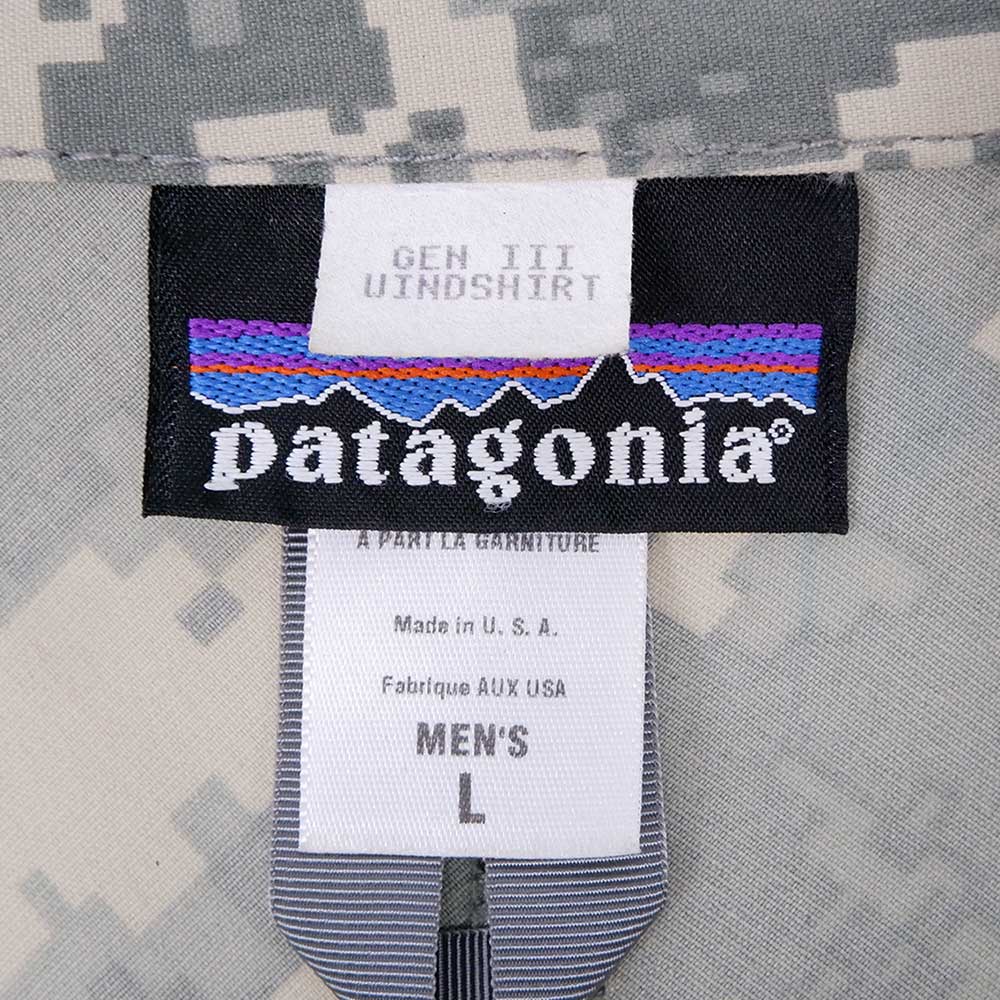 GEN III
WINDSHIRT
patagonia®
A PART LA GARNITURE
Made in U. S. A.
Fabrique AUX USA
MEN'S
L